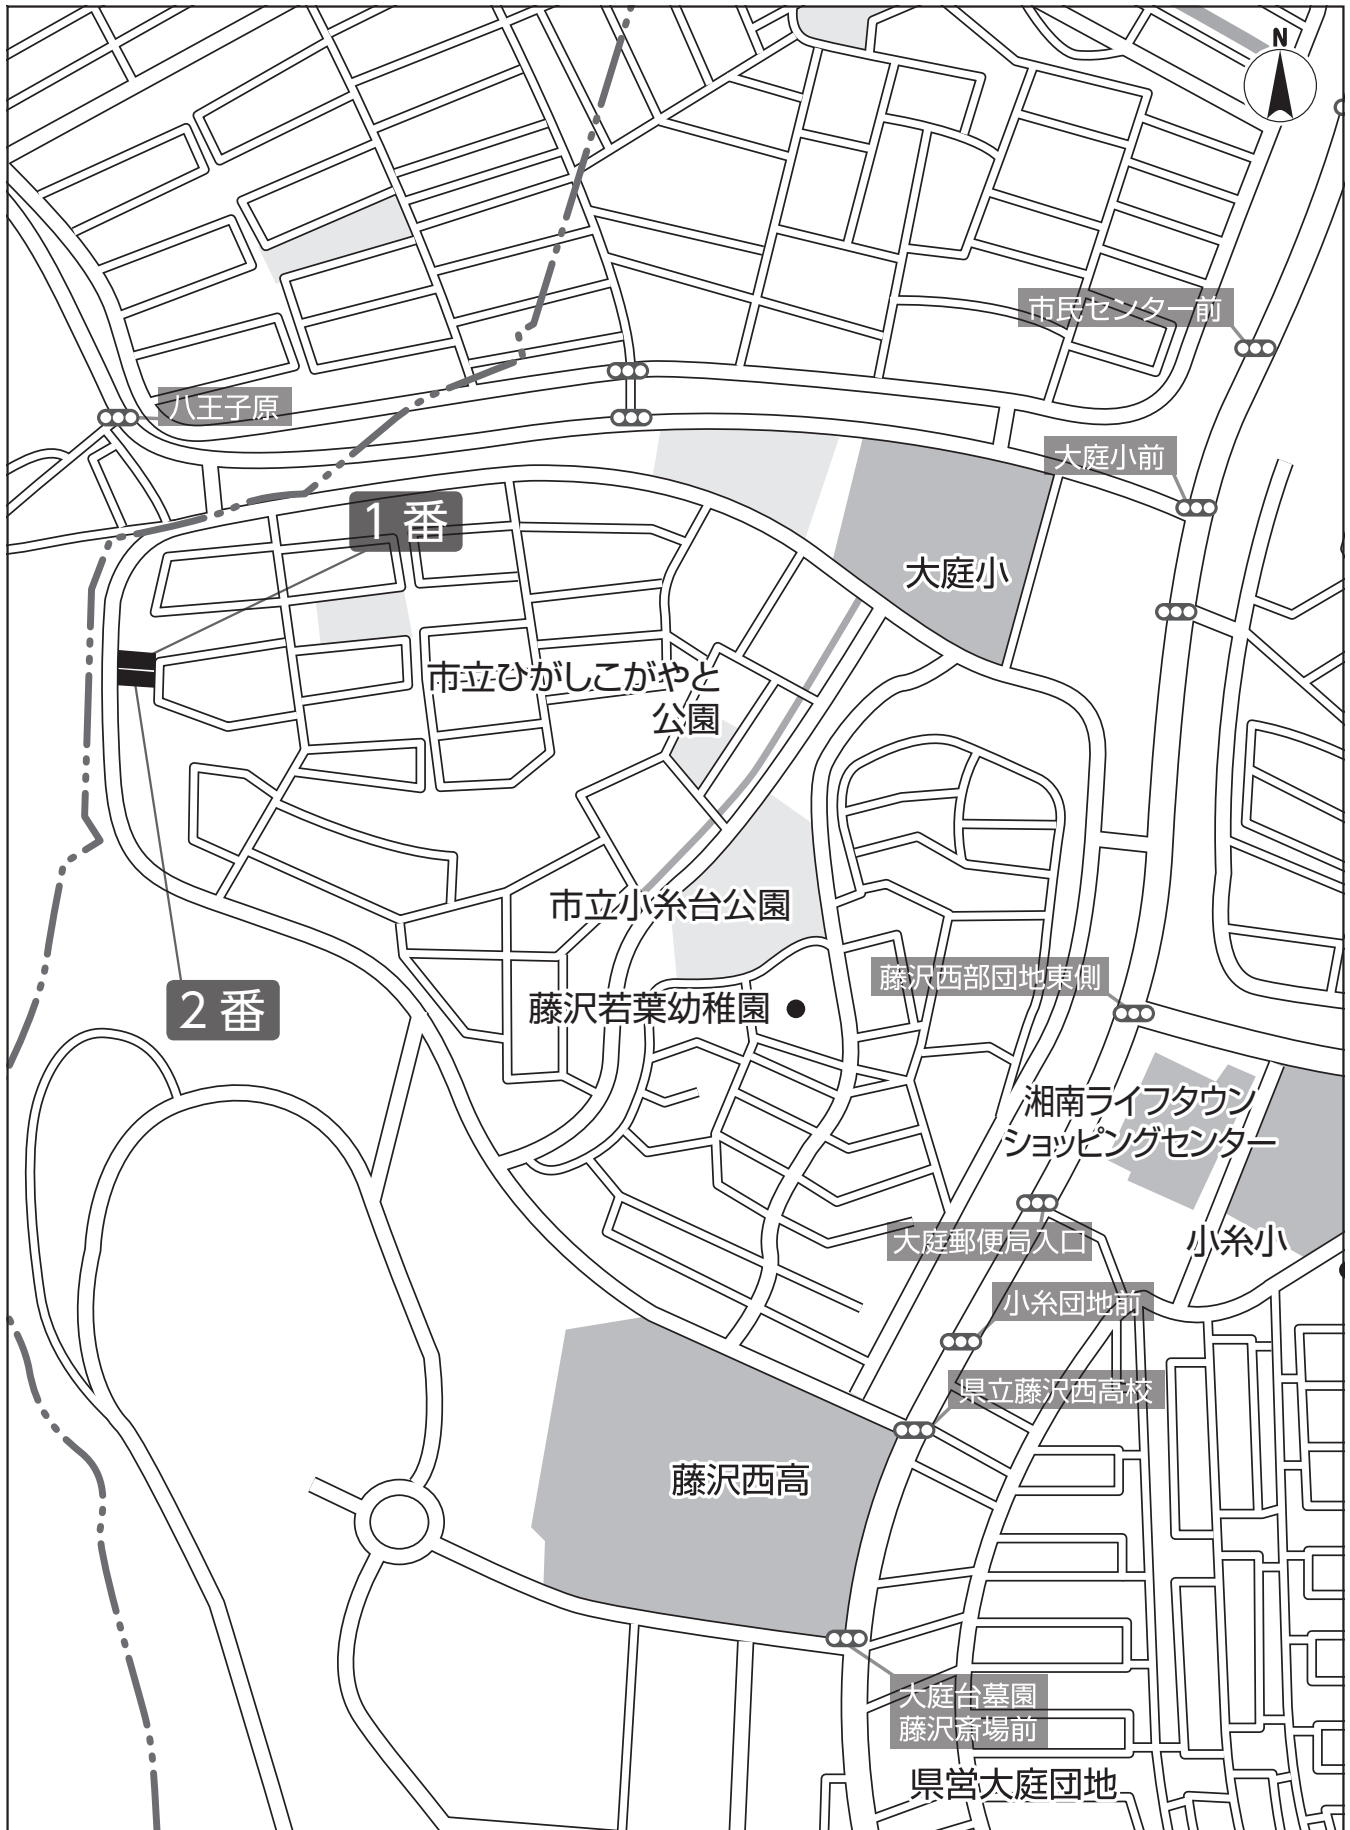 N
市民センター前
八王子原
大庭小前
1番
大庭小
市立ひがしこがやと
公園
市立小糸台公園
藤沢西部団地東側
2番
藤沢若葉幼稚園
湘南ライフタウン
ショッピングセンター
大庭郵便局入口
小糸小
小糸団地前
県立藤沢西高校
藤沢西高
大庭台墓園
藤沢斎場前
県営大庭団地